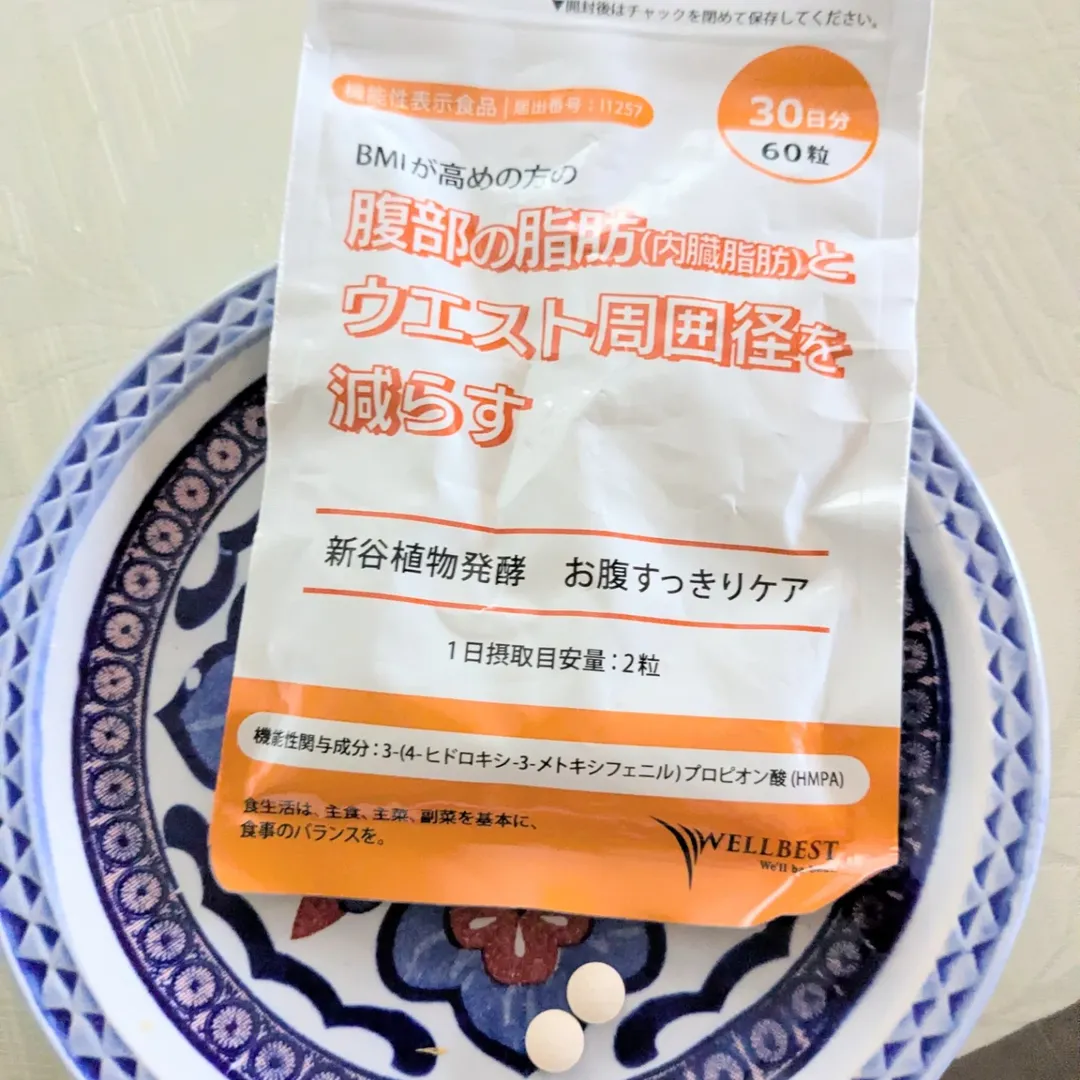 ▼開封後はチャックを閉めて保存してください。
機能性表示食品 | 届出番号：I1257
30日分
60粒
BMIが高めの方の
腹部の脂肪(内臓脂肪)と
ウエスト周囲径を
減らす
新谷植物発酵 お腹すっきりケア
1日摂取目安量：2粒
機能性関与成分：3-(4-ヒドロキシ-3-メトキシフェニル)プロピオン酸(HMPA)
食生活は、主食、主菜、副菜を基本に、
食事のバランスを。
WELLBEST
We'll be